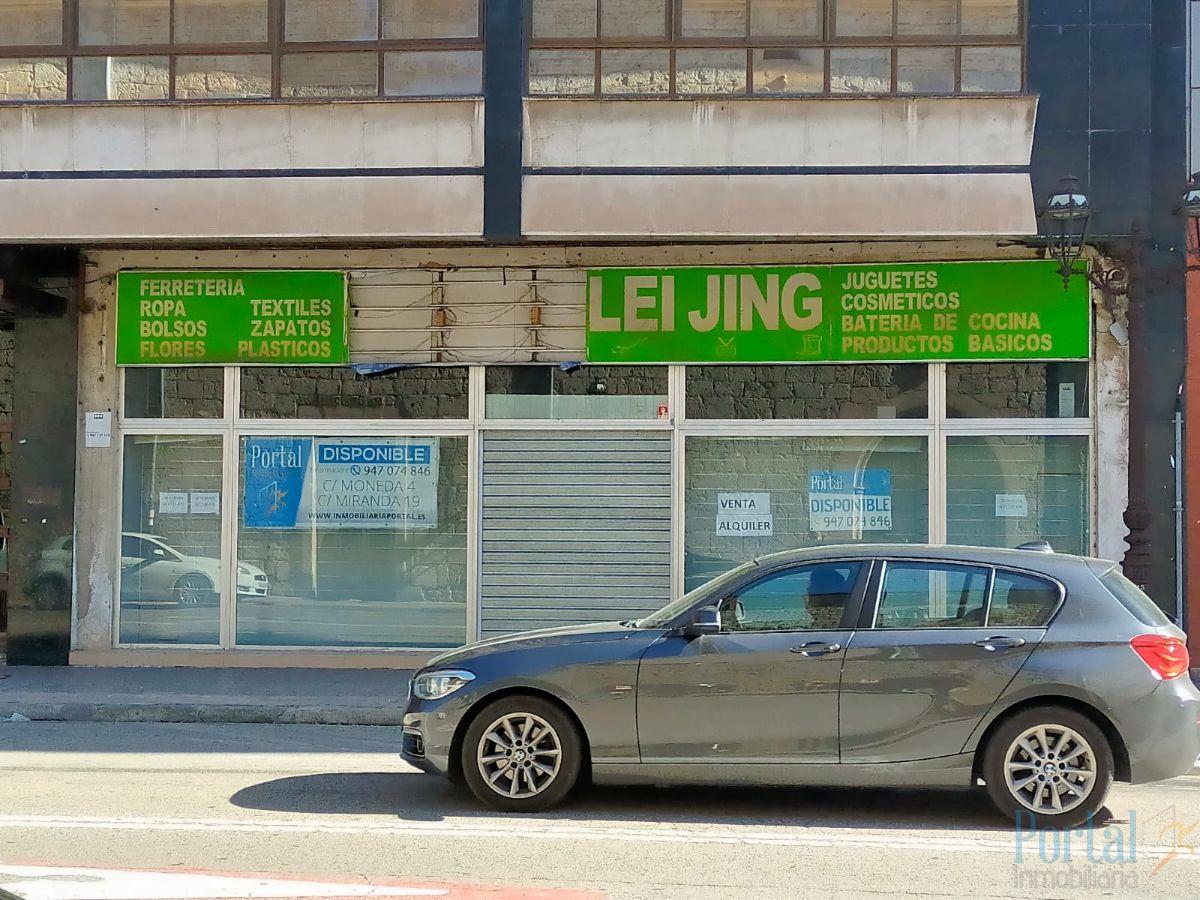 FERRETERIA
ROPA TEXTILES
BOLSOS ZAPATOS
FLORES PLASTICOS
LEI JING
JUGUETES
COSMETICOS
BATERIA DE COCINA
PRODUCTOS BASICOS
Portal
DISPONIBLE
947 074 846
C/ MONEDA 4
C/ MIRANDA 19
WWW.INMOBILIARIAPORTAL.ES
VENTA
ALQUILER
Portal
DISPONIBLE
947 074 846
Portal
Inmobiliaria